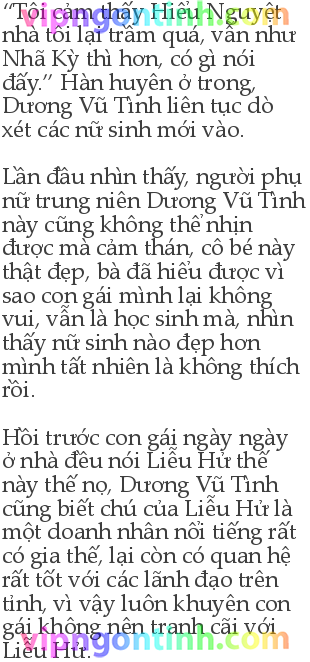 “Tôi cảm thấy Hiểu Nguyệt
nhà tôi lại trầm quá, vẫn như
Nhã Kỳ thì hơn, có gì nói
đấy.” Hàn huyên ở trong,
Dương Vũ Tình liên tục dò
xét các nữ sinh mới vào.
Lần đầu nhìn thấy, người phụ
nữ trung niên Dương Vũ Tình
này cũng không thể nhịn
được mà cảm thán, cô bé này
thật đẹp, bà đã hiểu được vì
sao con gái mình lại không
vui, vẫn là học sinh mà, nhìn
thấy nữ sinh nào đẹp hơn
mình tất nhiên là không thích
rồi.
Hồi trước con gái ngày ngày
ở nhà đều nói Liễu Hử thế
này thế nọ, Dương Vũ Tình
cũng biết chú của Liễu Hử là
một doanh nhân nổi tiếng rất
có gia thế, lại còn có quan hệ
rất tốt với các lãnh đạo trên
tỉnh, vì vậy luôn khuyên con
gái không nên tranh cãi với
Liễu Hử.
vipngontinh.com
vipngontinh.com